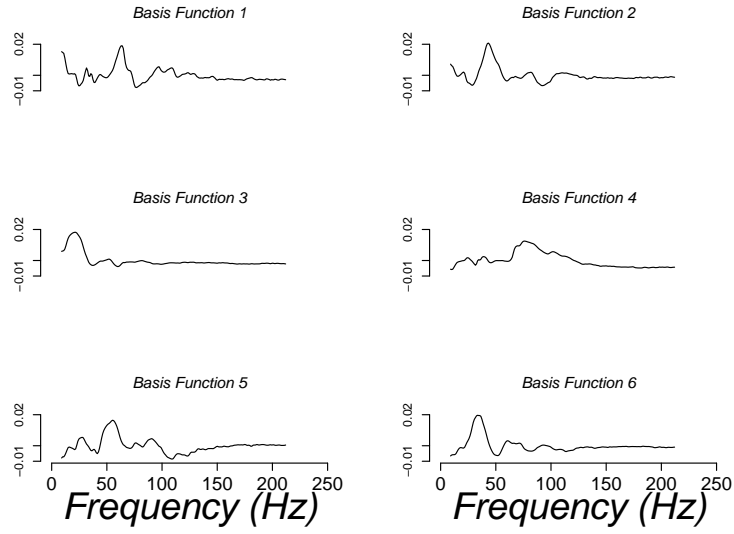 Basis Function 1
0.02
−0.01
Basis Function 2
0.02
−0.01
Basis Function 3
0.02
−0.01
Basis Function 4
0.02
−0.01
Basis Function 5
0.02
−0.01
0 50 100 150 200 250
Frequency (Hz)
Basis Function 6
0.02
−0.01
0 50 100 150 200 250
Frequency (Hz)